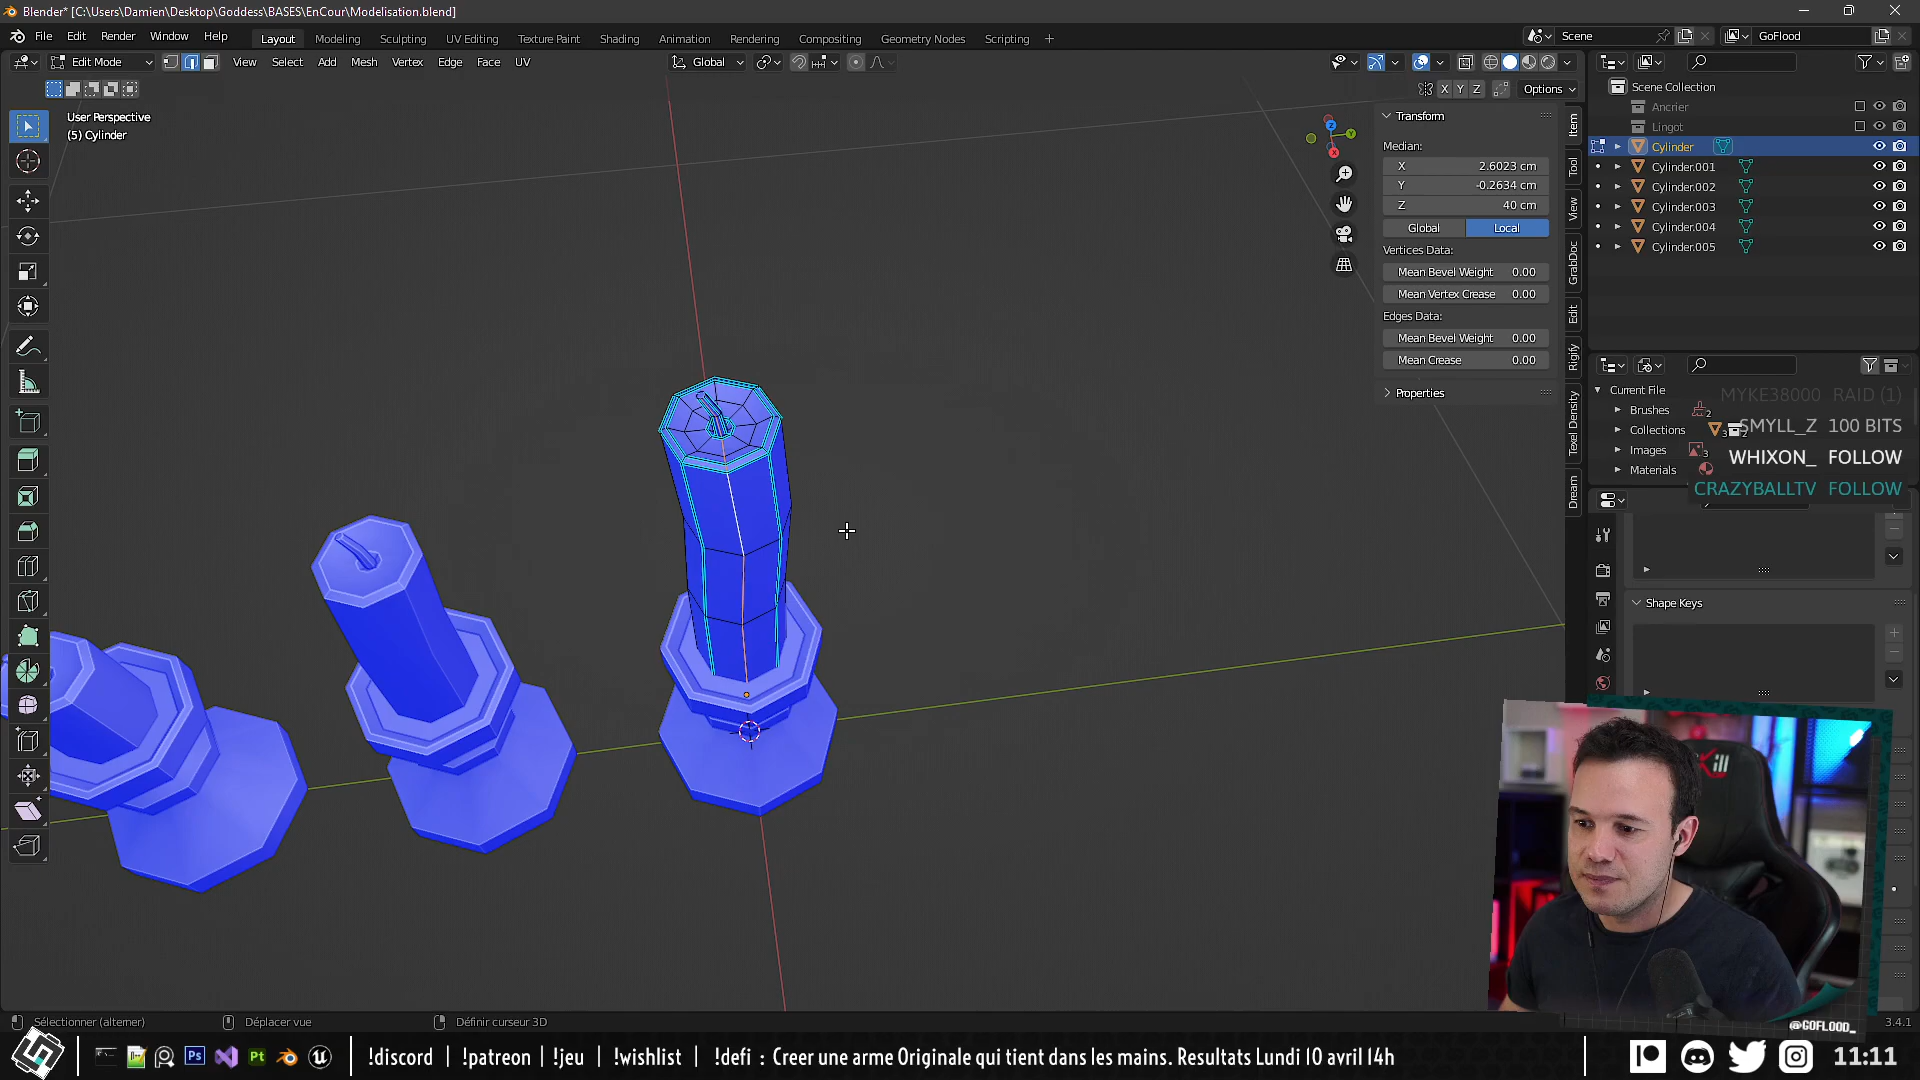 Blender* [C:\Users\Damien\Desktop\Goddess\BASES\EnCour\Modelisation.blend]
File Edit Render Window Help
Layout Modeling Sculpting UV Editing Texture Paint Shading Animation Rendering Compositing Geometry Nodes Scripting +
Scene
GoFlood
Edit Mode
View Select Add Mesh Vertex Edge Face UV
Global
X Y Z
Options
User Perspective
(5) Cylinder
Transform
Median:
X 2.6023 cm
Y -0.2634 cm
Z 40 cm
Global Local
Vertices Data:
Mean Bevel Weight 0.00
Mean Vertex Crease 0.00
Edges Data:
Mean Bevel Weight 0.00
Mean Crease 0.00
Properties
Item
Tool
View
GrabDoc
Edit
Rigify
Texel Density
Dream
Scene Collection
Ancrier
Lingot
Cylinder
Cylinder.001
Cylinder.002
Cylinder.003
Cylinder.004
Cylinder.005
Current File
Brushes 2
Collections
Images 3
Materials
MYKE38000 RAID (1)
SMYLL_Z 100 BITS
WHIXON_ FOLLOW
CRAZYBALLTV FOLLOW
Shape Keys
Sélectionner (alterner)
Déplacer vue
Définir curseur 3D
3.4.1
@GOFLOOD_
!discord | !patreon | !jeu | !wishlist | !defi : Creer une arme Originale qui tient dans les mains. Resultats Lundi 10 avril 14h
11:11